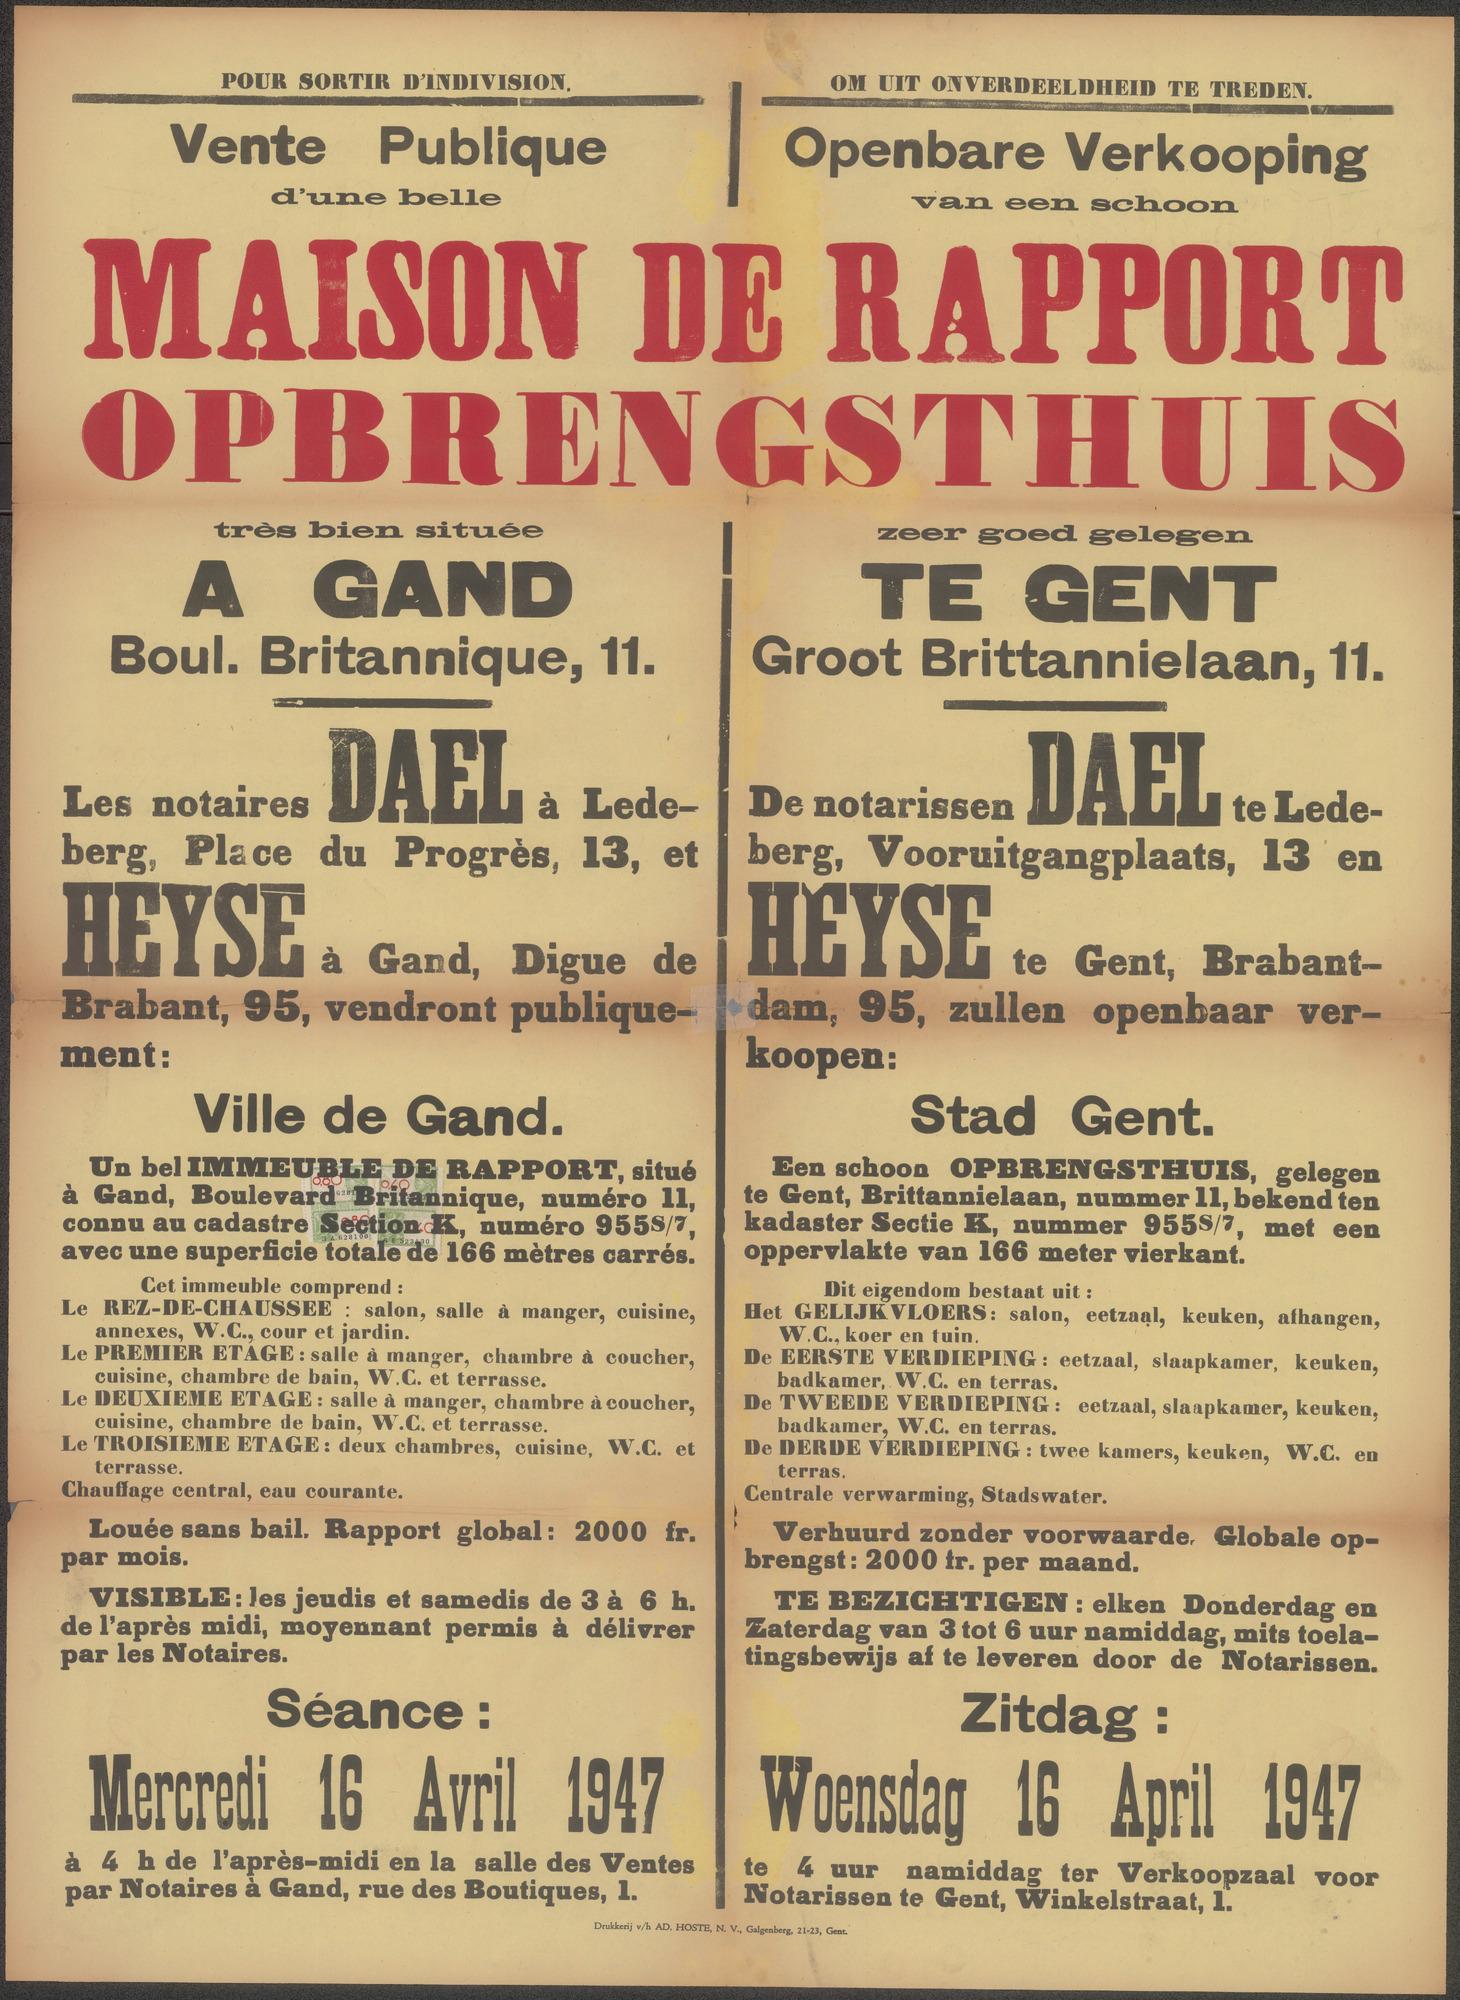 POUR SORTIR D'INDIVISION.
Vente Publique
d'une belle
OM UIT ONVERDEELDHEID TE TREDEN.
Openbare Verkooping
van een schoon
MAISON DE RAPPORT
OPBRENGSTHUIS
très bien située
A GAND
Boul. Britannique, 11.
Les notaires DAEL à Lede-
berg, Place du Progrès, 13, et
HEYSE à Gand, Digue de
Brabant, 95, vendront publique-
ment:
Ville de Gand.
Un bel IMMEUBLE DE RAPPORT, situé
à Gand, Boulevard Britannique, numéro 11,
connu au cadastre Section K, numéro 955S/7,
avec une superficie totale de 166 mètres carrés.
Cet immeuble comprend :
Le REZ-DE-CHAUSSEE : salon, salle à manger, cuisine,
annexes, W.C., cour et jardin.
Le PREMIER ETAGE : salle à manger, chambre à coucher,
cuisine, chambre de bain, W.C. et terrasse.
Le DEUXIEME ETAGE : salle à manger, chambre à coucher,
cuisine, chambre de bain, W.C. et terrasse.
Le TROISIEME ETAGE : deux chambres, cuisine, W.C. et
terrasse.
Chauffage central, eau courante.
Louée sans bail. Rapport global: 2000 fr.
par mois.
VISIBLE: les jeudis et samedis de 3 à 6 h.
de l'après midi, moyennant permis à délivrer
par les Notaires.
Séance :
Mercredi 16 Avril 1947
à 4 h de l'après-midi en la salle des Ventes
par Notaires à Gand, rue des Boutiques, 1.
zeer goed gelegen
TE GENT
Groot Brittannielaan, 11.
De notarissen DAEL te Lede-
berg, Vooruitgangplaats, 13 en
HEYSE te Gent, Brabant-
dam, 95, zullen openbaar ver-
koopen:
Stad Gent.
Een schoon OPBRENGSTHUIS, gelegen
te Gent, Brittannielaan, nummer 11, bekend ten
kadaster Sectie K, nummer 955S/7, met een
oppervlakte van 166 meter vierkant.
Dit eigendom bestaat uit :
Het GELIJKVLOERS: salon, eetzaal, keuken, afhangen,
W.C., koer en tuin.
De EERSTE VERDIEPING : eetzaal, slaapkamer, keuken,
badkamer, W.C. en terras.
De TWEEDE VERDIEPING : eetzaal, slaapkamer, keuken,
badkamer, W.C. en terras.
De DERDE VERDIEPING : twee kamers, keuken, W.C. en
terras.
Centrale verwarming, Stadswater.
Verhuurd zonder voorwaarde. Globale op-
brengst: 2000 fr. per maand.
TE BEZICHTIGEN : elken Donderdag en
Zaterdag van 3 tot 6 uur namiddag, mits toela-
tingsbewijs af te leveren door de Notarissen.
Zitdag :
Woensdag 16 April 1947
te 4 uur namiddag ter Verkoopzaal voor
Notarissen te Gent, Winkelstraat, 1.
Drukkerij v/h AD. HOSTE, N. V., Galgenberg, 21-23, Gent.